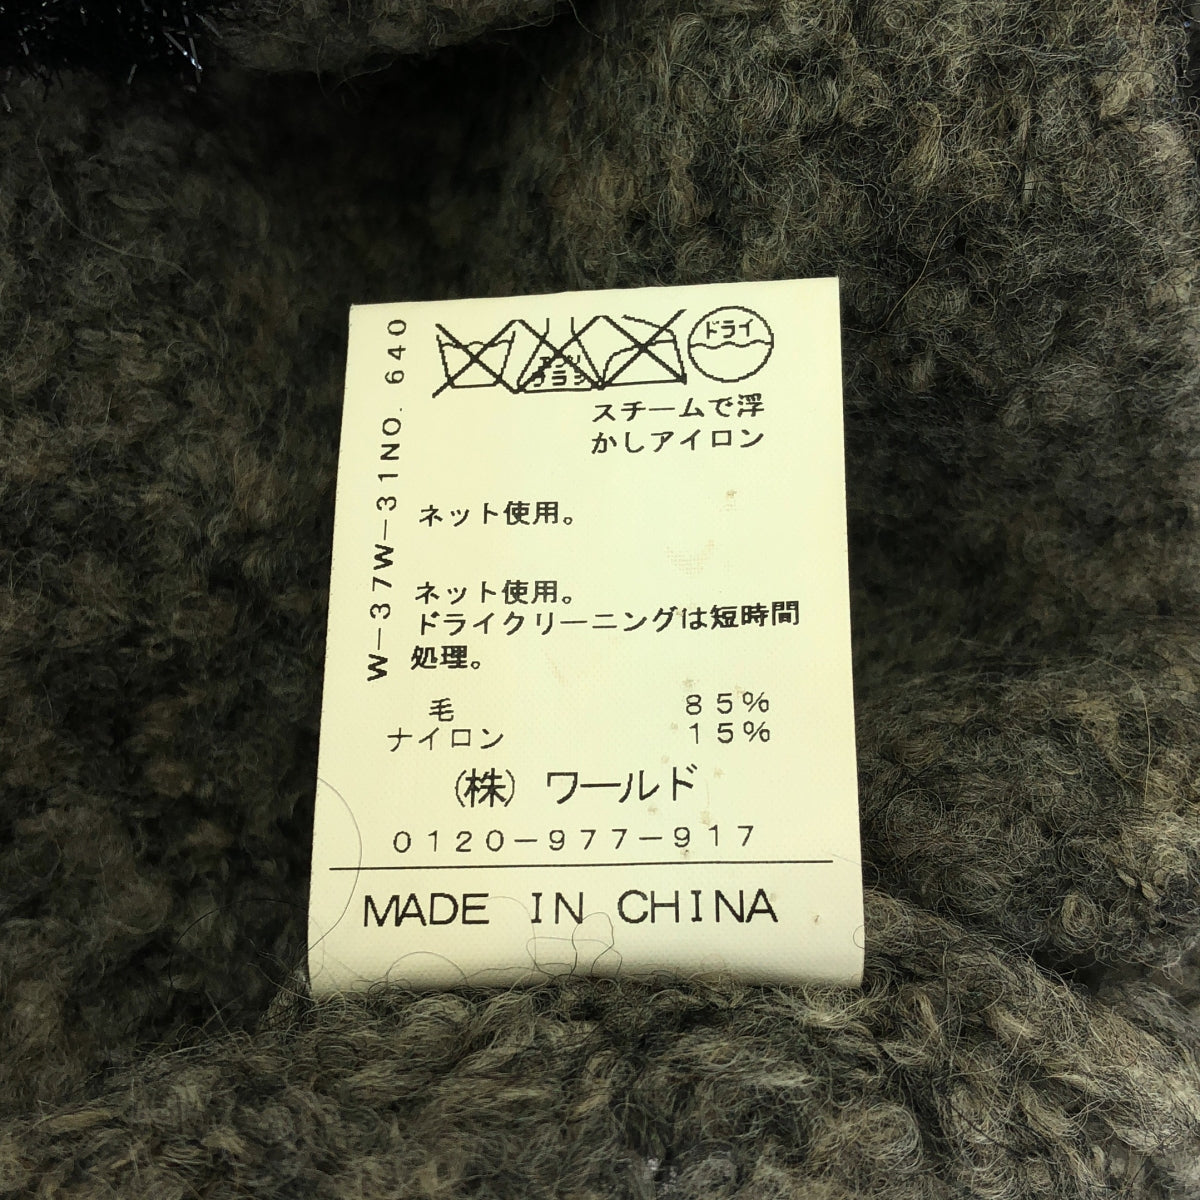 W-37W-31NO. 640
ドライ
スチームで浮
かしアイロン
ネット使用。
ネット使用。
ドライクリーニングは短時間
処理。
毛 85%
ナイロン 15%
(株) ワールド
0120-977-917
MADE IN CHINA